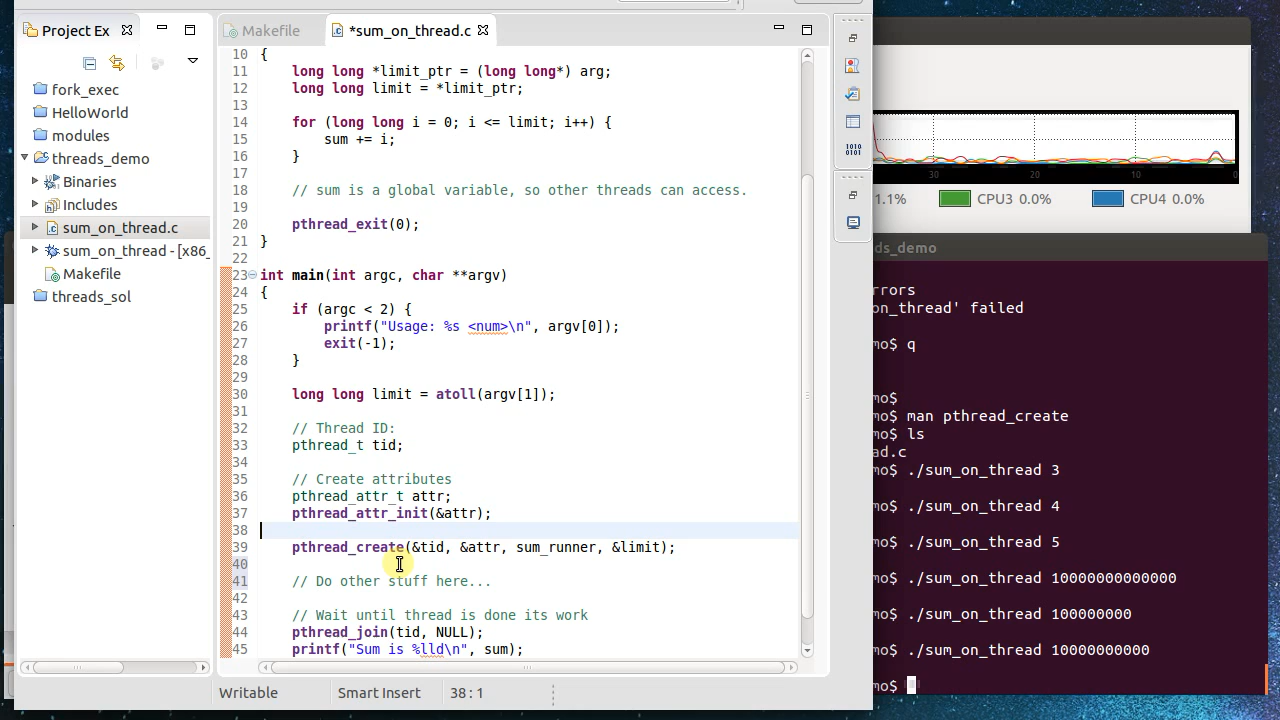 Project Ex
Makefile
*sum_on_thread.c
fork_exec
HelloWorld
modules
threads_demo
Binaries
Includes
sum_on_thread.c
sum_on_thread - [x86_
Makefile
threads_sol
10 {
11 long long *limit_ptr = (long long*) arg;
12 long long limit = *limit_ptr;
13
14 for (long long i = 0; i <= limit; i++) {
15 sum += i;
16 }
17
18 // sum is a global variable, so other threads can access.
19
20 pthread_exit(0);
21 }
22
23 int main(int argc, char **argv)
24 {
25 if (argc < 2) {
26 printf("Usage: %s <num>\n", argv[0]);
27 exit(-1);
28 }
29
30 long long limit = atoll(argv[1]);
31
32 // Thread ID:
33 pthread_t tid;
34
35 // Create attributes
36 pthread_attr_t attr;
37 pthread_attr_init(&attr);
38
39 pthread_create(&tid, &attr, sum_runner, &limit);
40
41 // Do other stuff here...
42
43 // Wait until thread is done its work
44 pthread_join(tid, NULL);
45 printf("Sum is %lld\n", sum);
Writable Smart Insert 38 : 1
0101
0101
30 20 10 0
1.1% CPU3 0.0% CPU4 0.0%
ds_demo
rrors
on_thread' failed
mo$ q
mo$
mo$ man pthread_create
mo$ ls
ad.c
mo$ ./sum_on_thread 3
mo$ ./sum_on_thread 4
mo$ ./sum_on_thread 5
mo$ ./sum_on_thread 10000000000000
mo$ ./sum_on_thread 100000000
mo$ ./sum_on_thread 10000000000
mo$